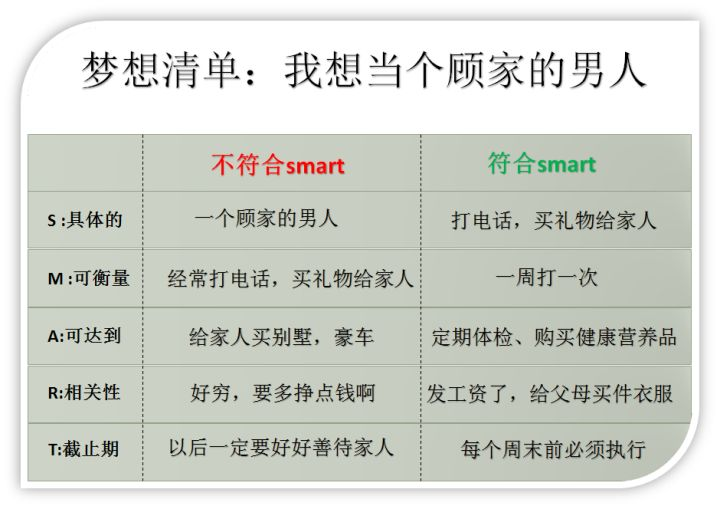 梦想清单：我想当个顾家的男人
不符合smart 符合smart
S :具体的 一个顾家的男人 打电话，买礼物给家人
M :可衡量 经常打电话，买礼物给家人 一周打一次
A:可达到 给家人买别墅，豪车 定期体检、购买健康营养品
R:相关性 好穷，要多挣点钱啊 发工资了，给父母买件衣服
T:截止期 以后一定要好好善待家人 每个周末前必须执行